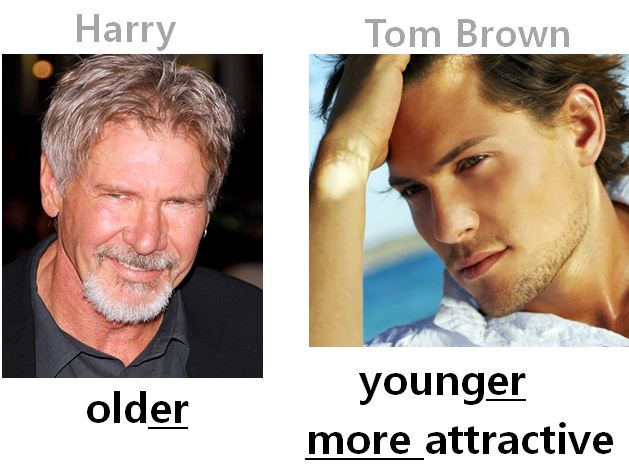 Harry
Tom Brown
older
younger
more attractive